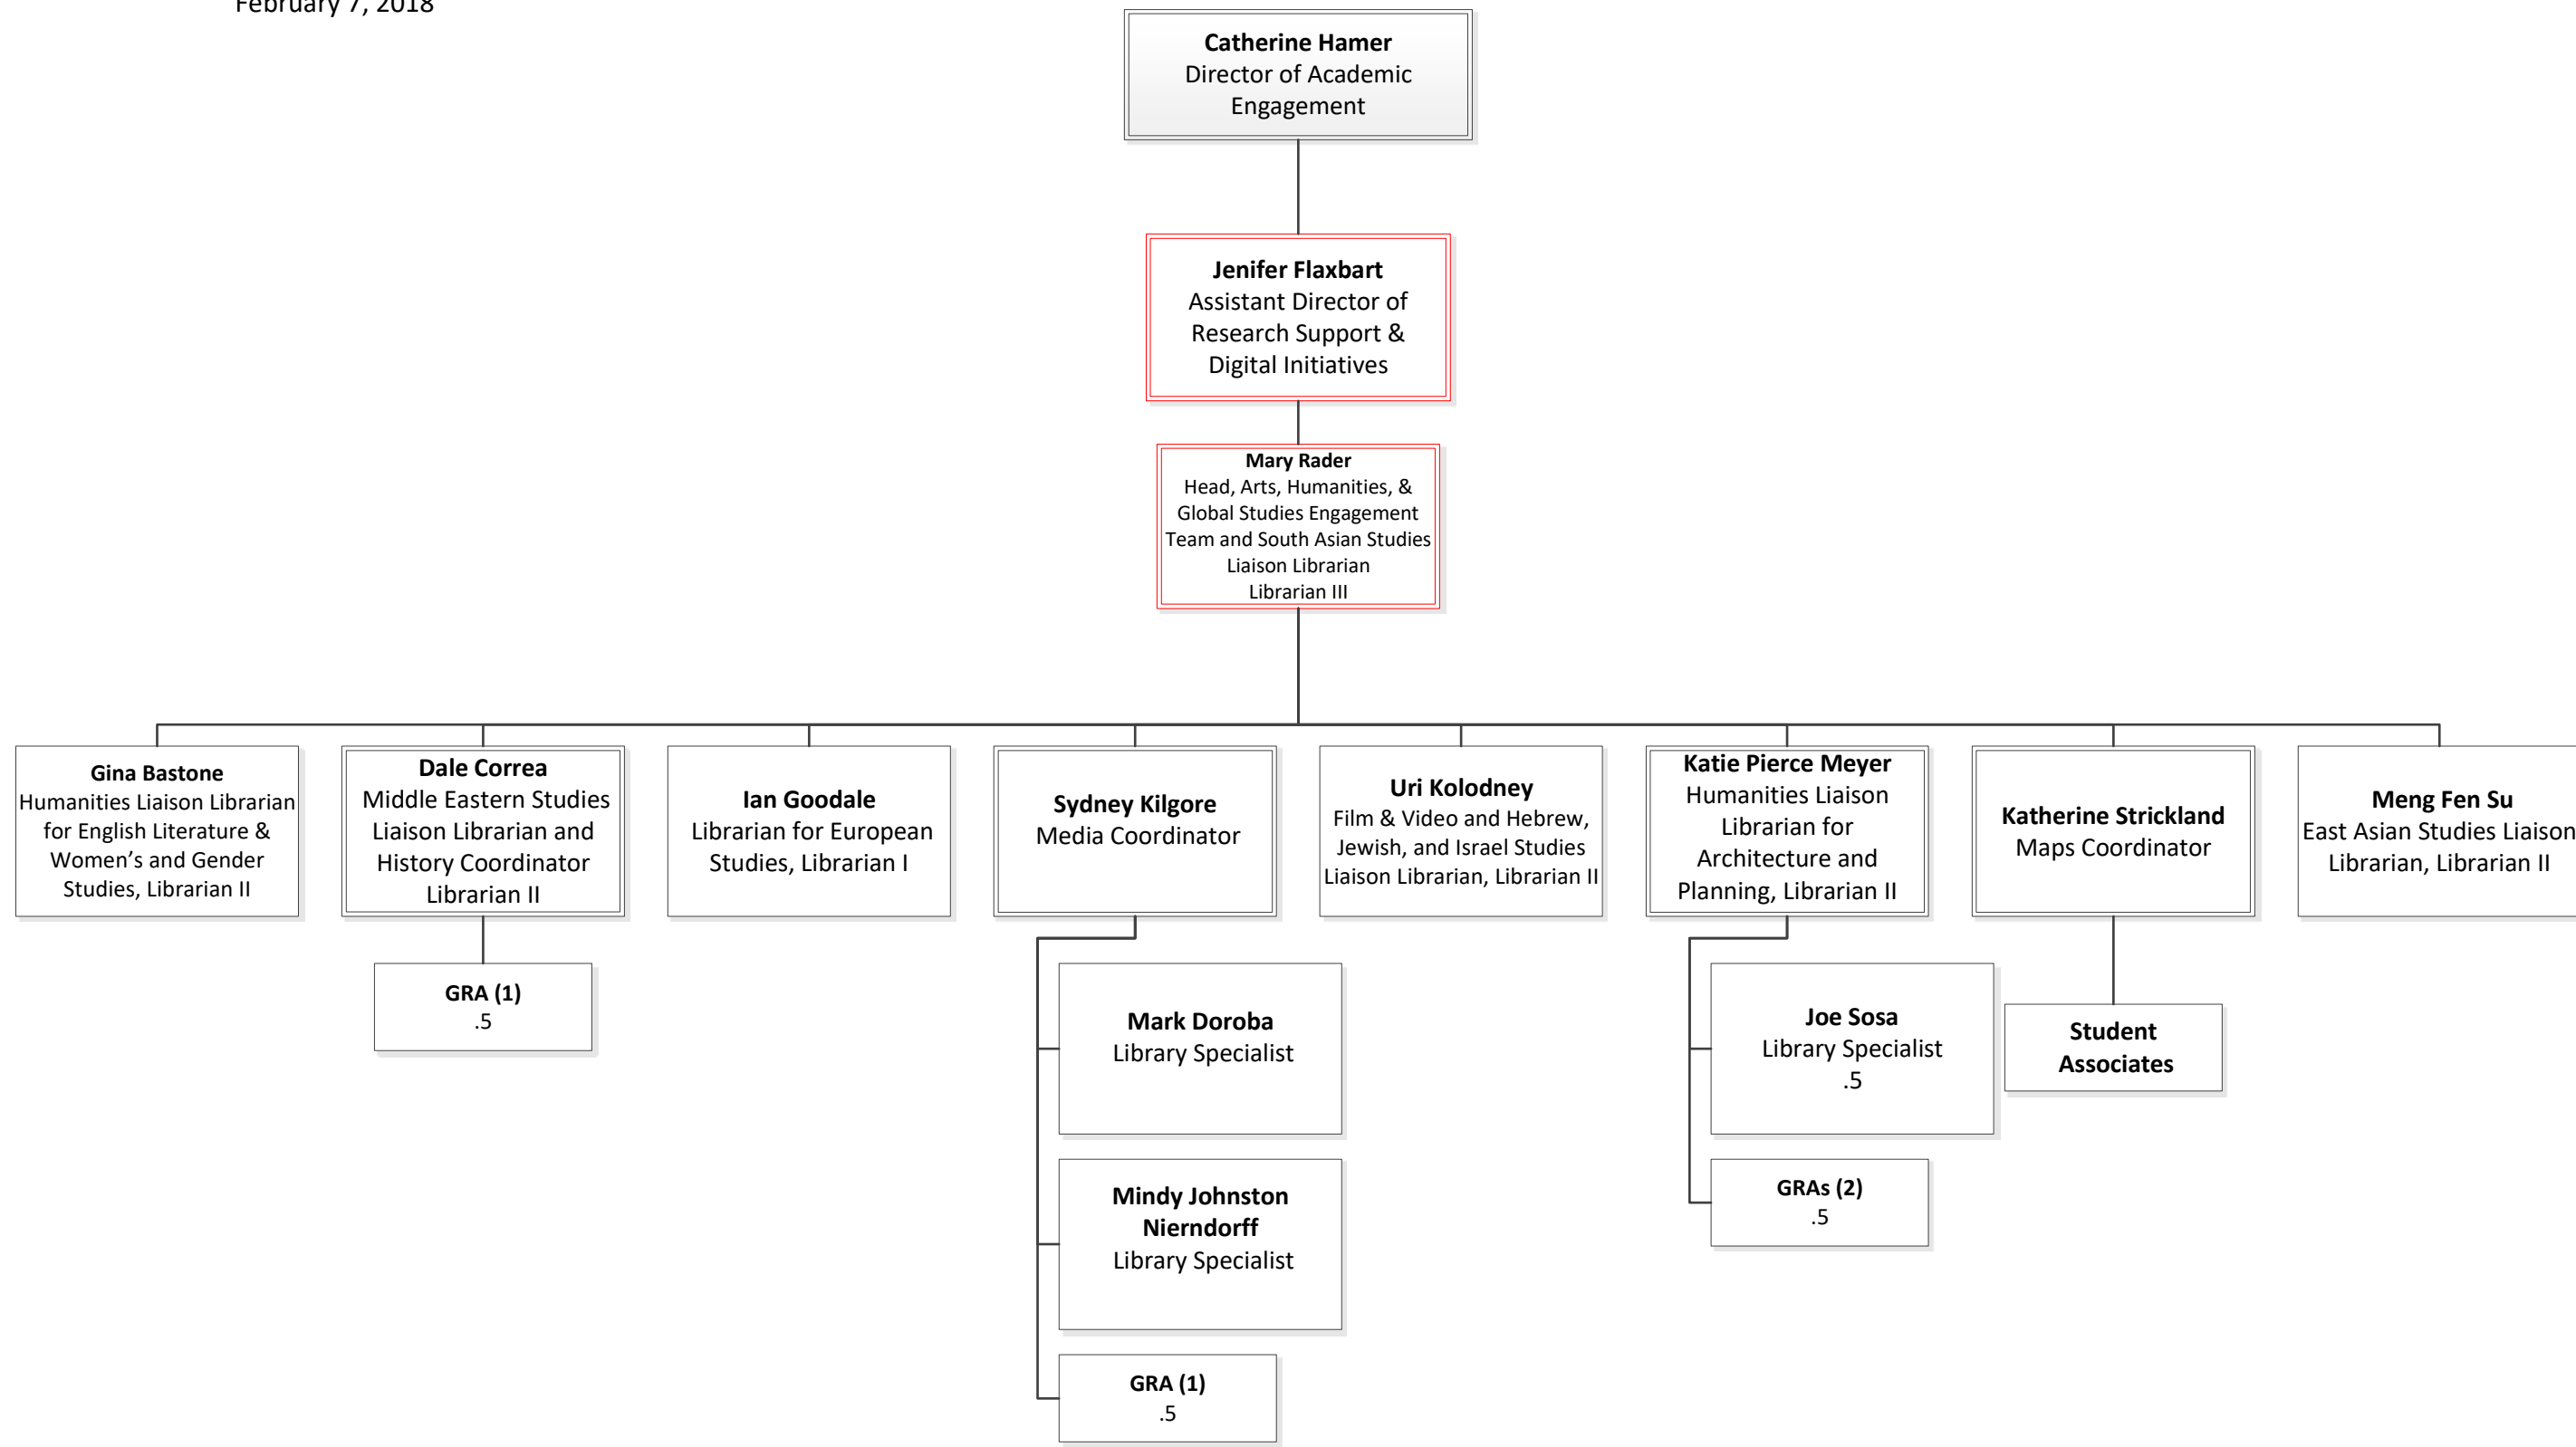 February 7, 2018
Catherine Hamer
Director of Academic
Engagement
Jenifer Flaxbart
Assistant Director of
Research Support &
Digital Initiatives
Mary Rader
Head, Arts, Humanities, &
Global Studies Engagement
Team and South Asian Studies
Liaison Librarian
Librarian III
Gina Bastone
Humanities Liaison Librarian
for English Literature &
Women’s and Gender
Studies, Librarian II
Dale Correa
Middle Eastern Studies
Liaison Librarian and
History Coordinator
Librarian II
Ian Goodale
Librarian for European
Studies, Librarian I
Sydney Kilgore
Media Coordinator
Uri Kolodney
Film & Video and Hebrew,
Jewish, and Israel Studies
Liaison Librarian, Librarian II
Katie Pierce Meyer
Humanities Liaison
Librarian for
Architecture and
Planning, Librarian II
Katherine Strickland
Maps Coordinator
Meng Fen Su
East Asian Studies Liaison
Librarian, Librarian II
GRA (1)
.5
Mark Doroba
Library Specialist
Mindy Johnston
Nierndorff
Library Specialist
GRA (1)
.5
Joe Sosa
Library Specialist
.5
GRAs (2)
.5
Student
Associates